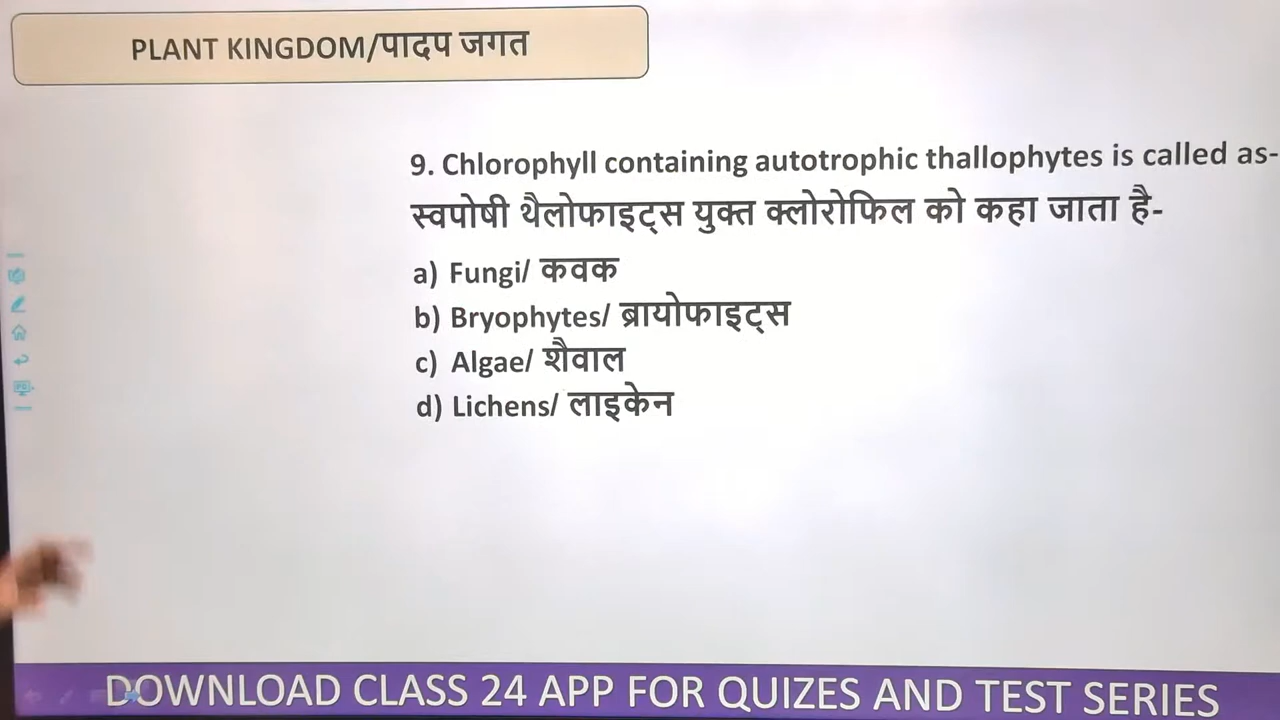 PLANT KINGDOM/पादप जगत
9. Chlorophyll containing autotrophic thallophytes is called as-
स्वपोषी थैलोफाइट्स युक्त क्लोरोफिल को कहा जाता है-
a) Fungi/ कवक
b) Bryophytes/ ब्रायोफाइट्स
c) Algae/ शैवाल
d) Lichens/ लाइकेन
DOWNLOAD CLASS 24 APP FOR QUIZES AND TEST SERIES